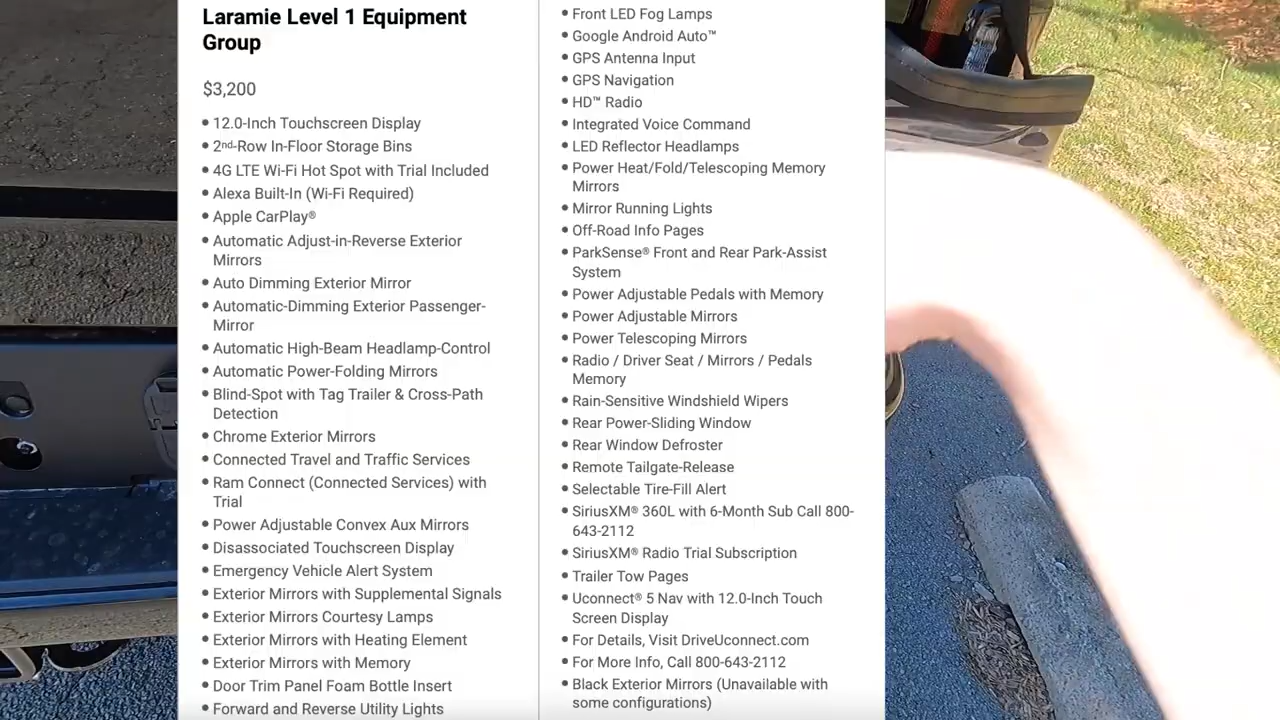 Laramie Level 1 Equipment
Group
$3,200
• 12.0-Inch Touchscreen Display
• 2nd-Row In-Floor Storage Bins
• 4G LTE Wi-Fi Hot Spot with Trial Included
• Alexa Built-In (Wi-Fi Required)
• Apple CarPlay®
• Automatic Adjust-in-Reverse Exterior
Mirrors
• Auto Dimming Exterior Mirror
• Automatic-Dimming Exterior Passenger-
Mirror
• Automatic High-Beam Headlamp-Control
• Automatic Power-Folding Mirrors
• Blind-Spot with Tag Trailer & Cross-Path
Detection
• Chrome Exterior Mirrors
• Connected Travel and Traffic Services
• Ram Connect (Connected Services) with
Trial
• Power Adjustable Convex Aux Mirrors
• Disassociated Touchscreen Display
• Emergency Vehicle Alert System
• Exterior Mirrors with Supplemental Signals
• Exterior Mirrors Courtesy Lamps
• Exterior Mirrors with Heating Element
• Exterior Mirrors with Memory
• Door Trim Panel Foam Bottle Insert
• Forward and Reverse Utility Lights
• Front LED Fog Lamps
• Google Android Auto™
• GPS Antenna Input
• GPS Navigation
• HD™ Radio
• Integrated Voice Command
• LED Reflector Headlamps
• Power Heat/Fold/Telescoping Memory
Mirrors
• Mirror Running Lights
• Off-Road Info Pages
• ParkSense® Front and Rear Park-Assist
System
• Power Adjustable Pedals with Memory
• Power Adjustable Mirrors
• Power Telescoping Mirrors
• Radio / Driver Seat / Mirrors / Pedals
Memory
• Rain-Sensitive Windshield Wipers
• Rear Power-Sliding Window
• Rear Window Defroster
• Remote Tailgate-Release
• Selectable Tire-Fill Alert
• SiriusXM® 360L with 6-Month Sub Call 800-
643-2112
• SiriusXM® Radio Trial Subscription
• Trailer Tow Pages
• Uconnect® 5 Nav with 12.0-Inch Touch
Screen Display
• For Details, Visit DriveUconnect.com
• For More Info, Call 800-643-2112
• Black Exterior Mirrors (Unavailable with
some configurations)